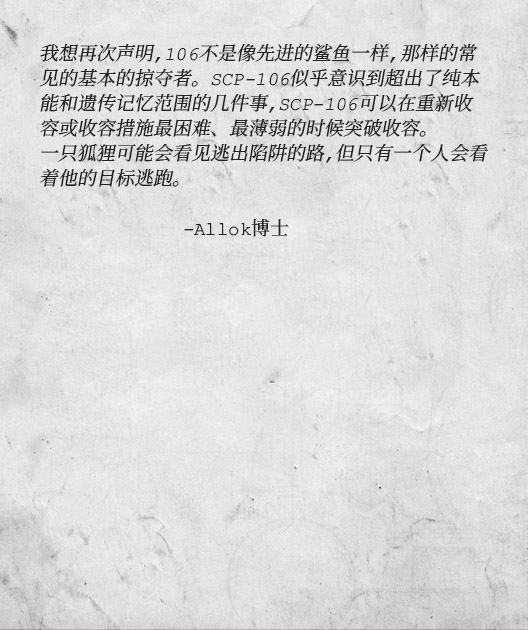 我想再次声明,106不是像先进的鲨鱼一样,那样的常
见的基本的掠夺者。SCP-106似乎意识到超出了纯本
能和遗传记忆范围的几件事,SCP-106可以在重新收
容或收容措施最困难、最薄弱的时候突破收容。
一只狐狸可能会看见逃出陷阱的路,但只有一个人会看
着他的目标逃跑。
-Allok博士